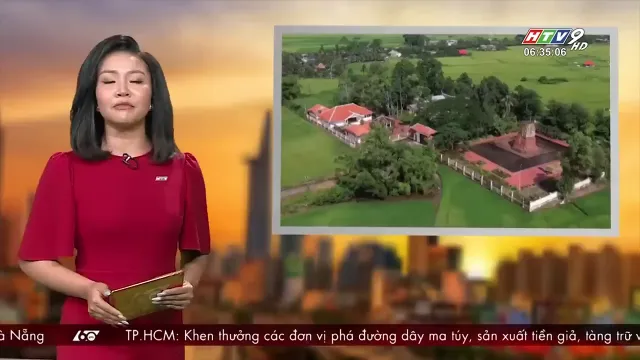 HTV9 HD
06:35:06
HTV
à Nẵng 60 TP.HCM: Khen thưởng các đơn vị phá đường dây ma túy, sản xuất tiền giả, tàng trữ v